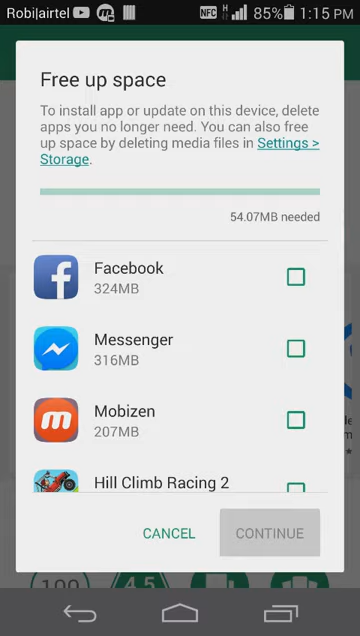 Robi|airtel NFC H 85% 1:15 PM
Free up space
To install app or update on this device, delete
apps you no longer need. You can also free
up space by deleting media files in Settings >
Storage.
54.07MB needed
Facebook
324MB
Messenger
316MB
Mobizen
207MB
Hill Climb Racing 2
CANCEL CONTINUE